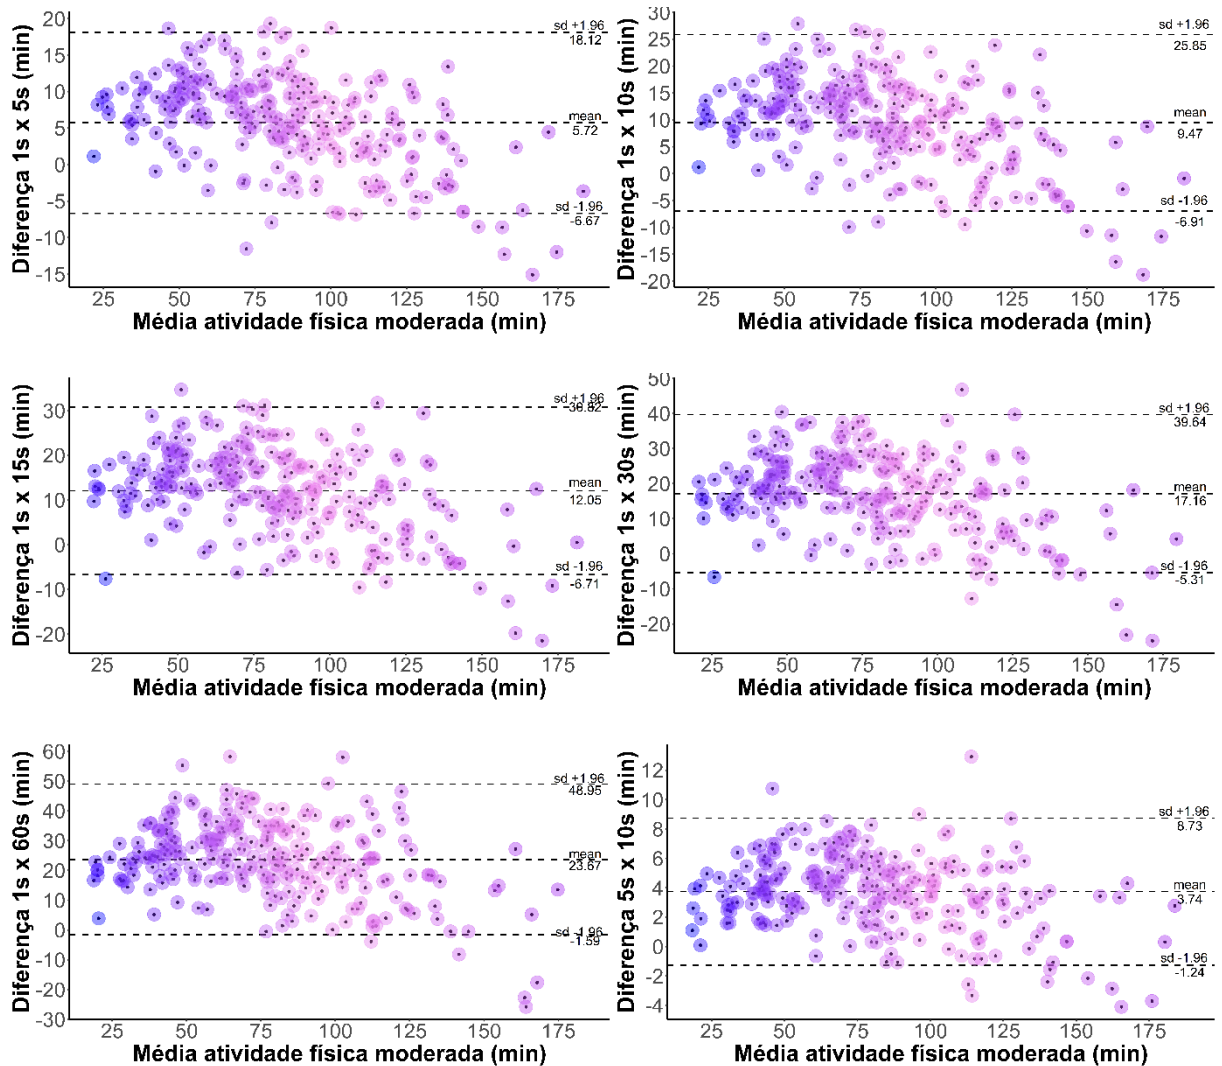 Diferença 1s x 5s (min)
20
15
10
5
0
-5
-10
-15
sd +1.96
18.12
mean
5.72
sd -1.96
-6.67
25 50 75 100 125 150 175
Média atividade física moderada (min)
Diferença 1s x 10s (min)
30
25
20
15
10
5
0
-5
-10
-15
-20
sd +1.96
25.85
mean
9.47
sd -1.96
-6.91
25 50 75 100 125 150 175
Média atividade física moderada (min)
Diferença 1s x 15s (min)
30
20
10
0
-10
-20
sd +1.96
30.82
mean
12.05
sd -1.96
-6.71
25 50 75 100 125 150 175
Média atividade física moderada (min)
Diferença 1s x 30s (min)
50
40
30
20
10
0
-10
-20
sd +1.96
39.64
mean
17.16
sd -1.96
-5.31
25 50 75 100 125 150 175
Média atividade física moderada (min)
Diferença 1s x 60s (min)
60
50
40
30
20
10
0
-10
-20
-30
sd +1.96
48.95
mean
23.67
sd -1.96
-1.59
25 50 75 100 125 150 175
Média atividade física moderada (min)
Diferença 5s x 10s (min)
12
10
8
6
4
2
0
-2
-4
sd +1.96
8.73
mean
3.74
sd -1.96
-1.24
25 50 75 100 125 150 175
Média atividade física moderada (min)